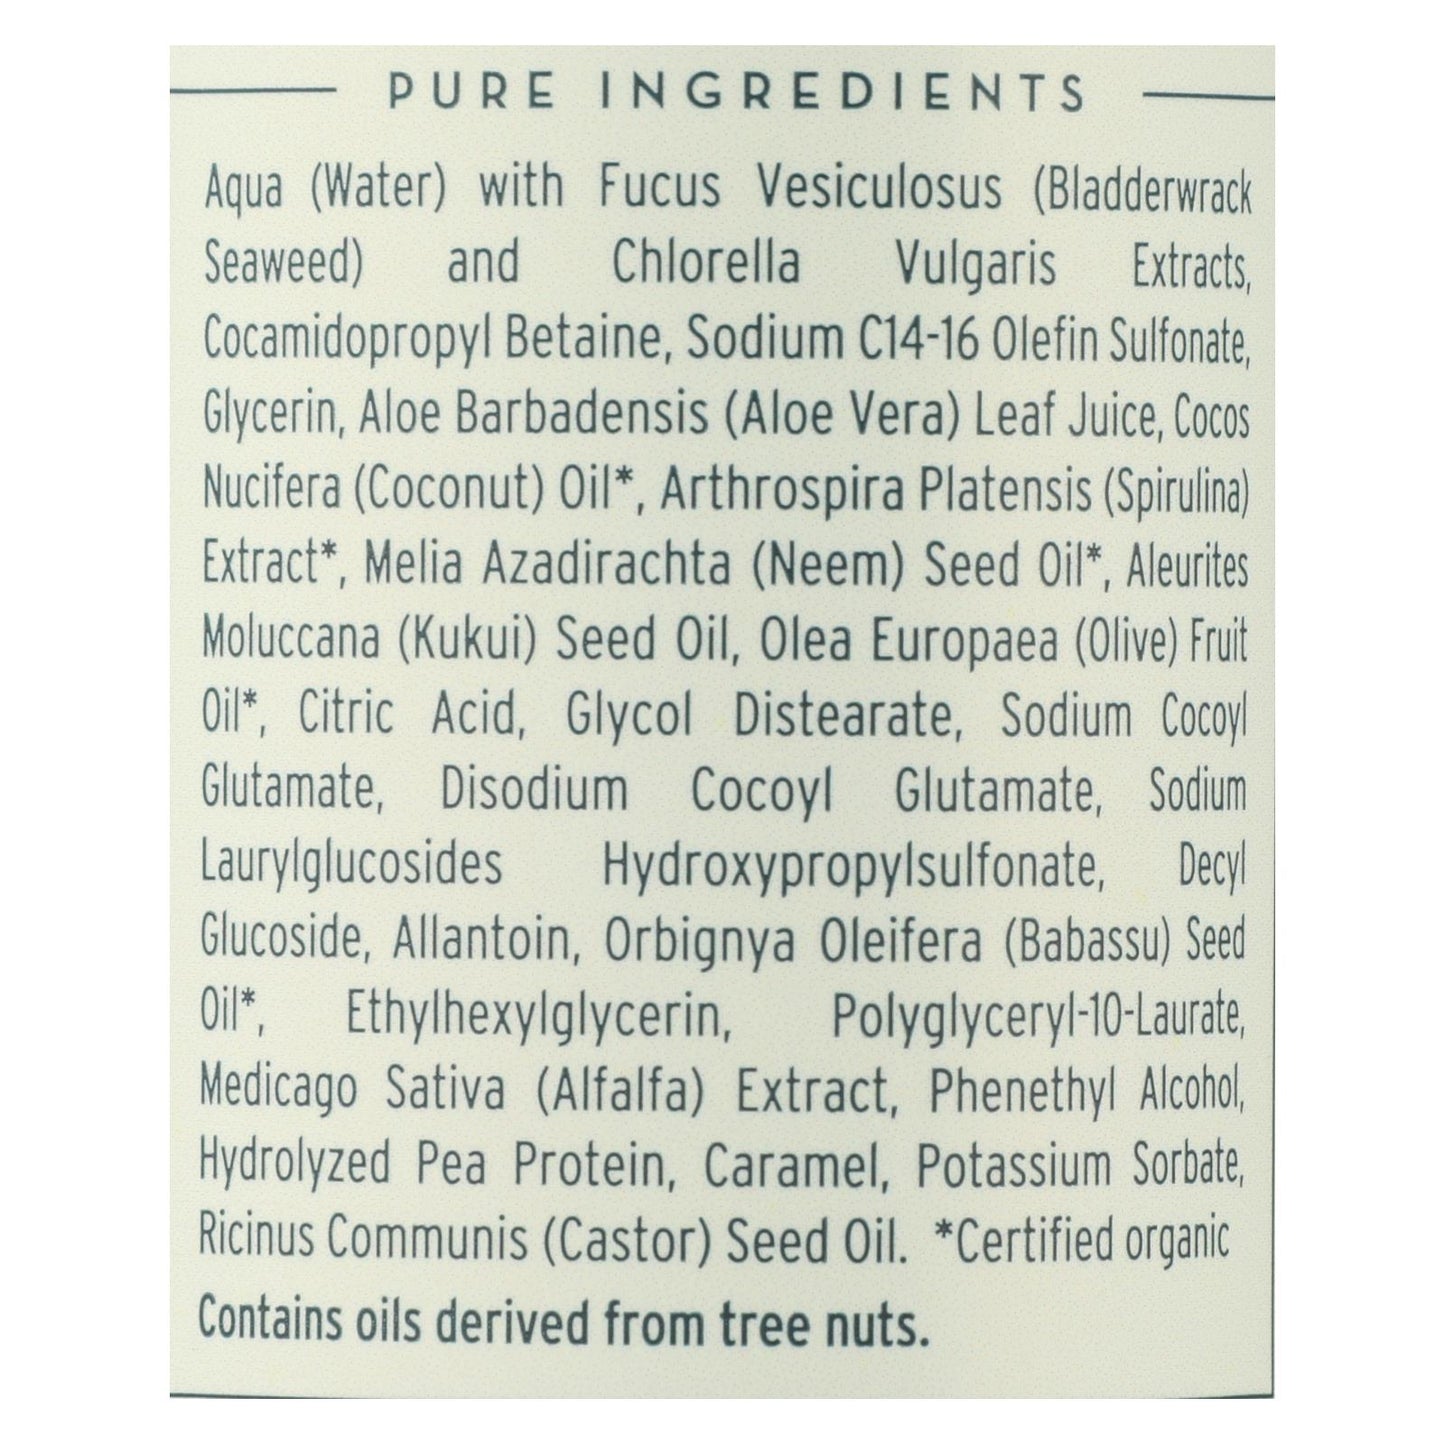 PURE INGREDIENTS
Aqua (Water) with Fucus Vesiculosus (Bladderwrack
Seaweed) and Chlorella Vulgaris Extracts,
Cocamidopropyl Betaine, Sodium C14-16 Olefin Sulfonate,
Glycerin, Aloe Barbadensis (Aloe Vera) Leaf Juice, Cocos
Nucifera (Coconut) Oil*, Arthrospira Platensis (Spirulina)
Extract*, Melia Azadirachta (Neem) Seed Oil*, Aleurites
Moluccana (Kukui) Seed Oil, Olea Europaea (Olive) Fruit
Oil*, Citric Acid, Glycol Distearate, Sodium Cocoyl
Glutamate, Disodium Cocoyl Glutamate, Sodium
Laurylglucosides Hydroxypropylsulfonate, Decyl
Glucoside, Allantoin, Orbignya Oleifera (Babassu) Seed
Oil*, Ethylhexylglycerin, Polyglyceryl-10-Laurate,
Medicago Sativa (Alfalfa) Extract, Phenethyl Alcohol,
Hydrolyzed Pea Protein, Caramel, Potassium Sorbate,
Ricinus Communis (Castor) Seed Oil. *Certified organic
Contains oils derived from tree nuts.